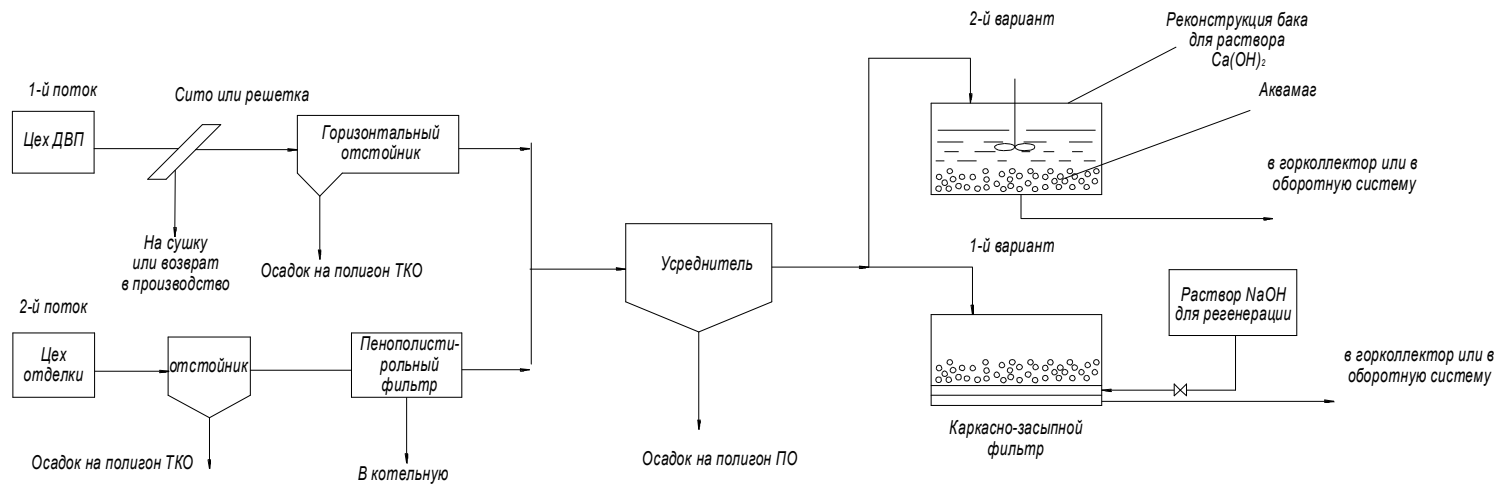 1-й поток
Цех ДВП
Сито или решетка
Горизонтальный
отстойник
На сушку
или возврат
в производство
Осадок на полигон ТКО
2-й поток
Цех
отделки
отстойник
Пенополисти-
рольный
фильтр
Осадок на полигон ТКО
В котельную
Усреднитель
Осадок на полигон ПО
2-й вариант
Реконструкция бака
для раствора
Ca(OH)₂
Аквамаг
в горколлектор или в
оборотную систему
1-й вариант
Раствор NaOH
для регенерации
в горколлектор или в
оборотную систему
Каркасно-засыпной
фильтр